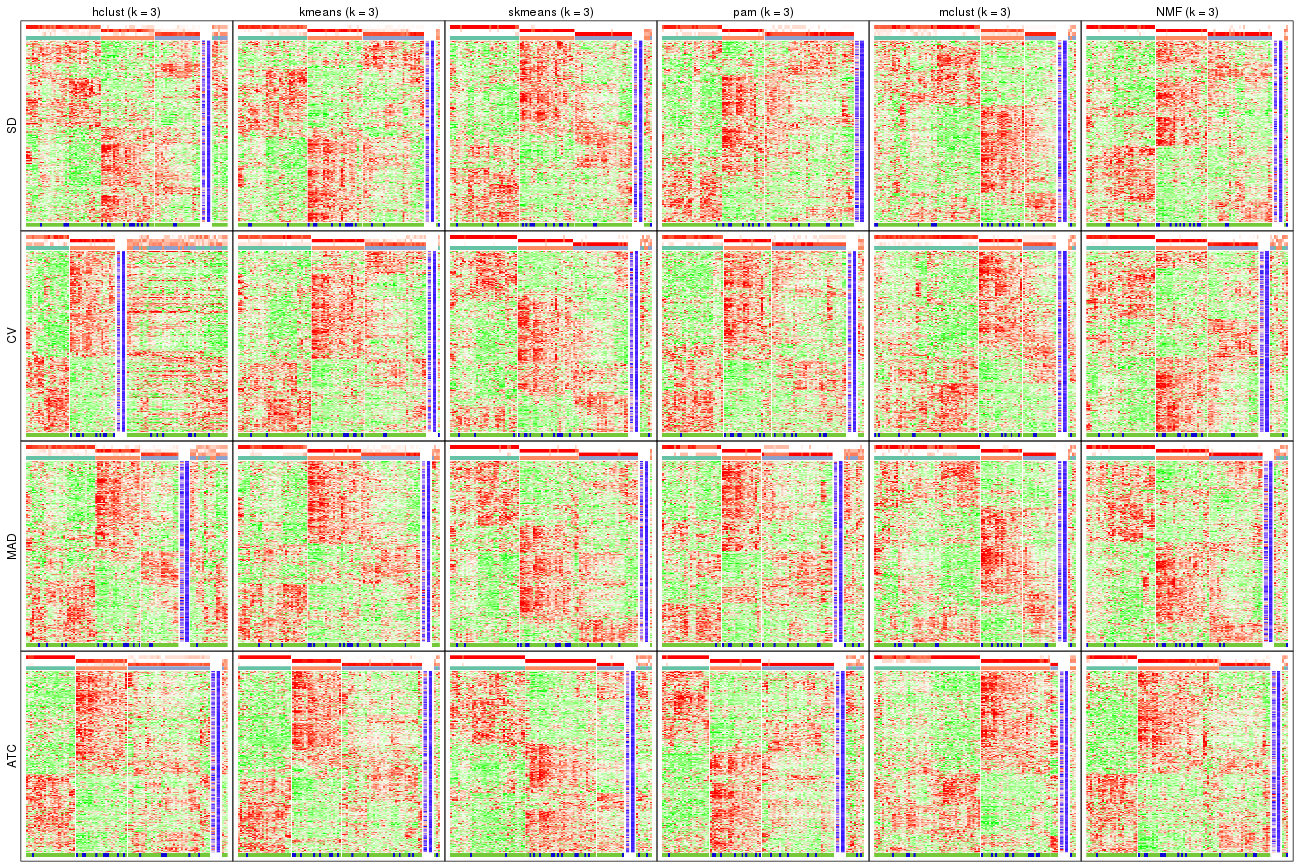 hclust (k = 3) kmeans (k = 3) skmeans (k = 3) pam (k = 3) mclust (k = 3) NMF (k = 3)
SD
CV
MAD
ATC